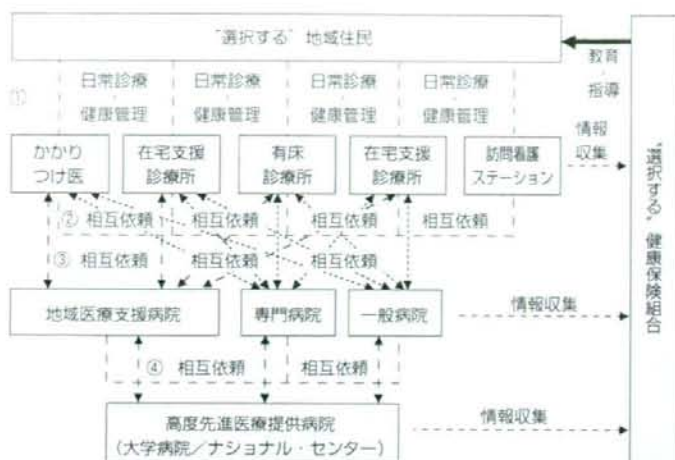 "選択する" 地域住民
教育
・
指導
①
日常診療 日常診療 日常診療 日常診療
健康管理 健康管理 健康管理 健康管理
情報
収集
かかり
つけ医
在宅支援
診療所
有床
診療所
在宅支援
診療所
訪問看護
ステーション
② 相互依頼 相互依頼 相互依頼 相互依頼
③ 相互依頼 相互依頼 相互依頼
地域医療支援病院 専門病院 一般病院 情報収集
④ 相互依頼 相互依頼
高度先進医療提供病院
(大学病院/ナショナル・センター)
情報収集
"選択する" 健康保険組合